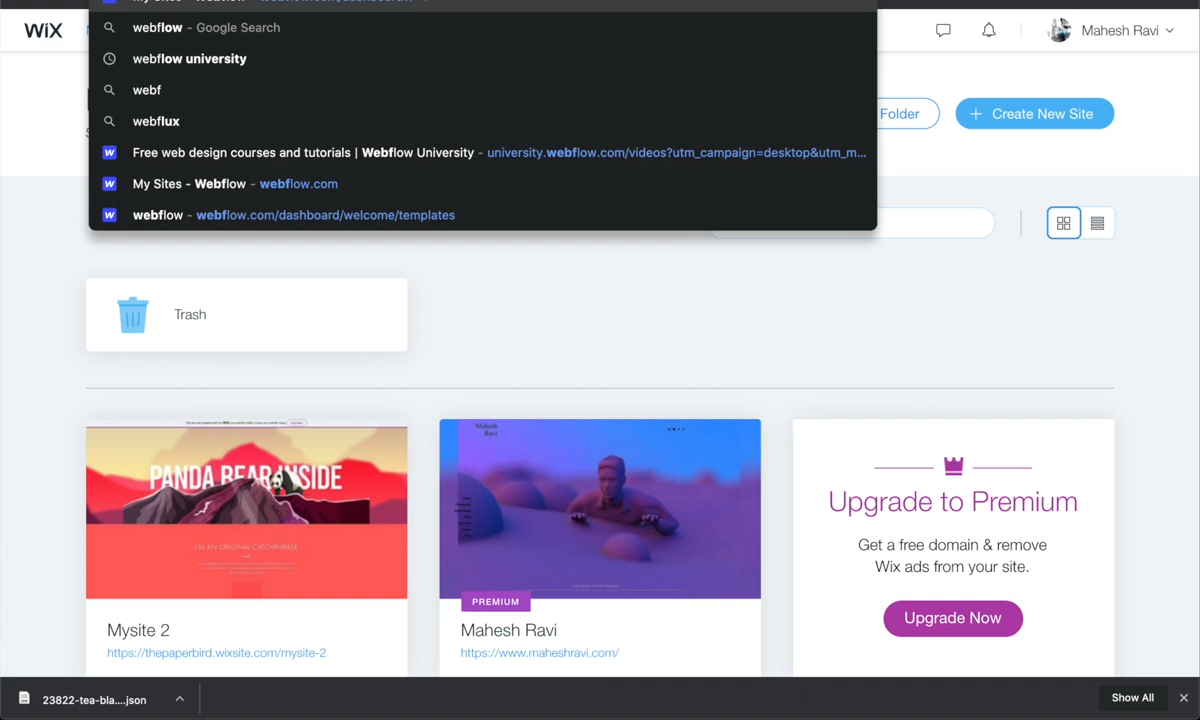 WiX
Mahesh Ravi
webflow - Google Search
webflow university
webf
webflux
Free web design courses and tutorials | Webflow University - university.webflow.com/videos?utm_campaign=desktop&utm_m...
My Sites - Webflow - webflow.com
webflow - webflow.com/dashboard/welcome/templates
Folder
+ Create New Site
Trash
PANDA BEAR INSIDE
I'M AN ORIGINAL CATCHPHRASE
Mahesh
Ravi
PREMIUM
Mysite 2
https://thepaperbird.wixsite.com/mysite-2
Mahesh Ravi
https://www.maheshravi.com/
Upgrade to Premium
Get a free domain & remove
Wix ads from your site.
Upgrade Now
23822-tea-bla....json
Show All